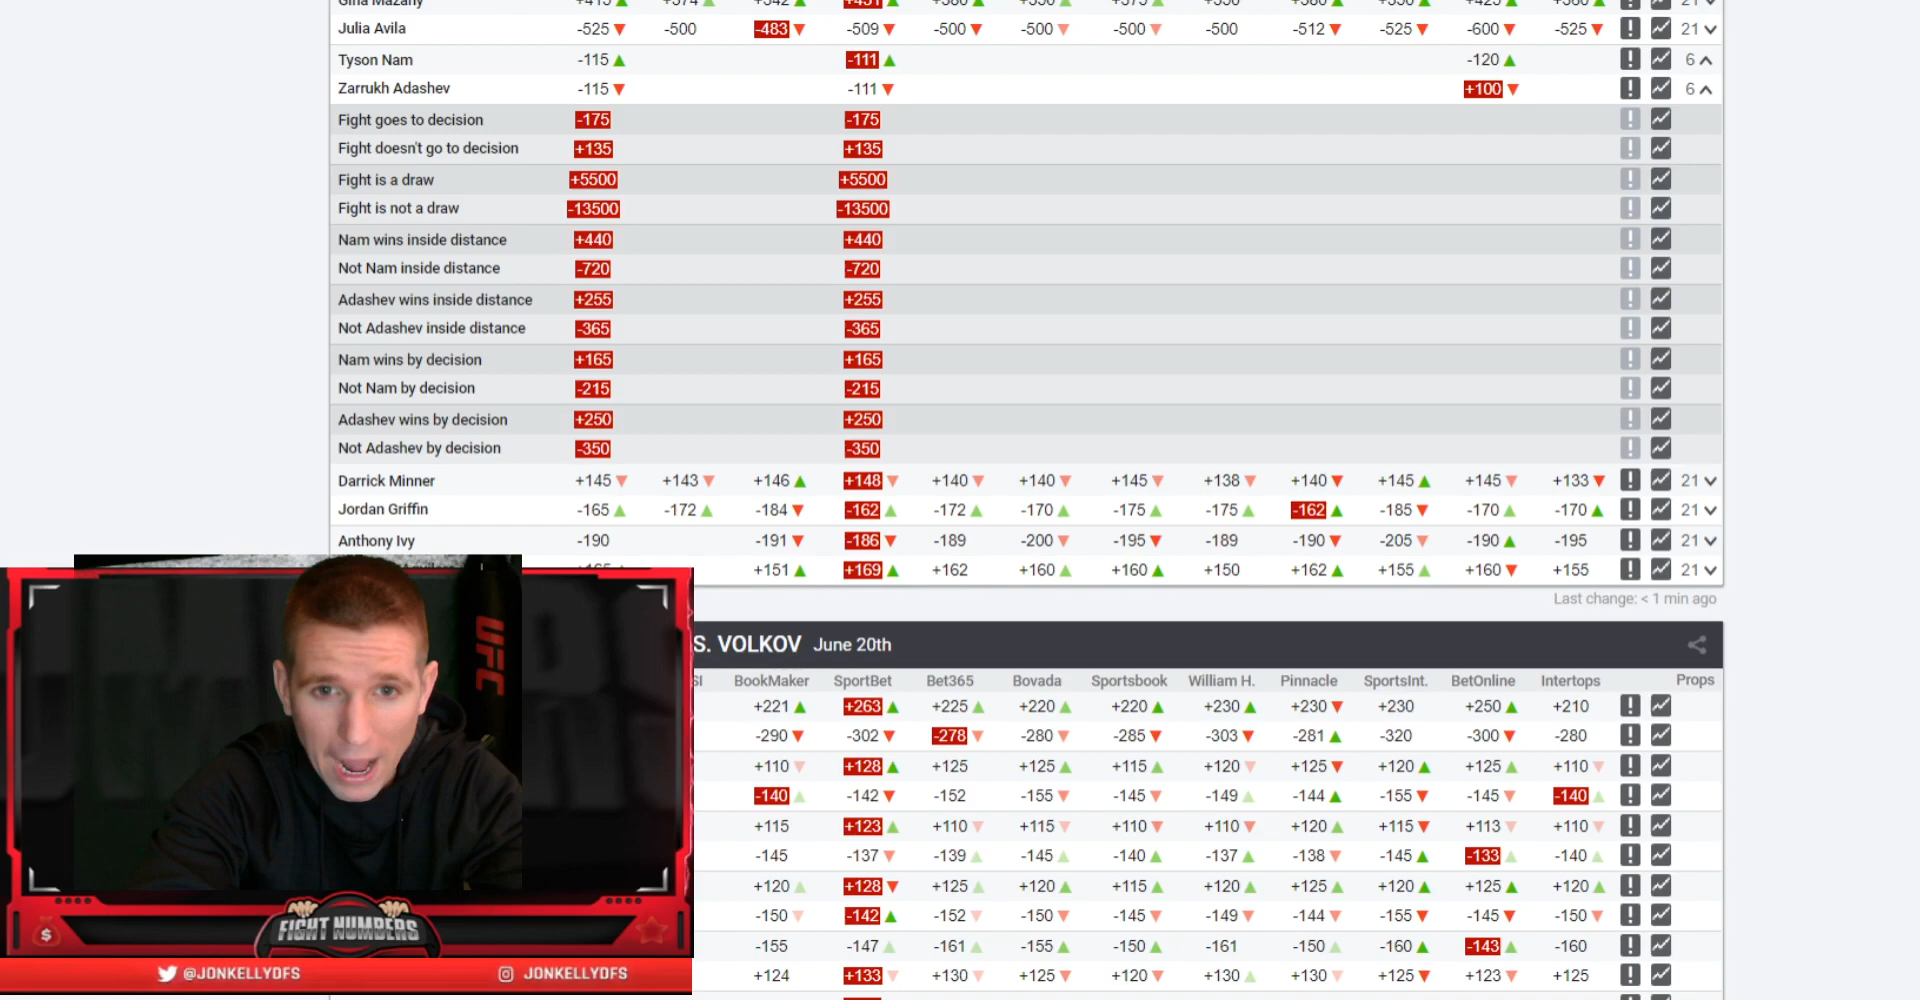 Gina Mazany
Julia Avila -525 ▼ -500 -483 ▼ -509 ▼ -500 ▼ -500 ▼ -500 ▼ -500 -512 ▼ -525 ▼ -600 ▼ -525 ▼ 21
Tyson Nam -115 ▲ -111 ▲ -120 ▲ 6
Zarrukh Adashev -115 ▼ -111 ▼ +100 ▼ 6
Fight goes to decision -175 -175
Fight doesn't go to decision +135 +135
Fight is a draw +5500 +5500
Fight is not a draw -13500 -13500
Nam wins inside distance +440 +440
Not Nam inside distance -720 -720
Adashev wins inside distance +255 +255
Not Adashev inside distance -365 -365
Nam wins by decision +165 +165
Not Nam by decision -215 -215
Adashev wins by decision +250 +250
Not Adashev by decision -350 -350
Darrick Minner +145 ▼ +143 ▼ +146 ▲ +148 ▼ +140 ▼ +140 ▼ +145 ▼ +138 ▼ +140 ▼ +145 ▲ +145 ▼ +133 ▼ 21
Jordan Griffin -165 ▲ -172 ▲ -184 ▼ -162 ▲ -172 ▲ -170 ▲ -175 ▲ -175 ▲ -162 ▲ -185 ▼ -170 ▲ -170 ▲ 21
Anthony Ivy -190 -191 ▼ -186 ▼ -189 -200 ▼ -195 ▼ -189 -190 ▼ -205 ▼ -190 ▲ -195 21
+151 ▲ +169 ▲ +162 +160 ▲ +160 ▲ +150 +162 ▲ +155 ▲ +160 ▼ +155 21
Last change: < 1 min ago
S. VOLKOV June 20th
BookMaker SportBet Bet365 Bovada Sportsbook William H. Pinnacle SportsInt. BetOnline Intertops Props
+221 ▲ +263 ▲ +225 ▲ +220 ▲ +220 ▲ +230 ▲ +230 ▼ +230 +250 ▲ +210
-290 ▼ -302 ▼ -278 ▼ -280 ▼ -285 ▼ -303 ▼ -281 ▲ -320 -300 ▼ -280
+110 ▼ +128 ▲ +125 +125 ▲ +115 ▲ +120 ▼ +125 ▼ +120 ▲ +125 ▲ +110 ▼
-140 ▲ -142 ▼ -152 -155 ▼ -145 ▼ -149 ▲ -144 ▲ -155 ▼ -145 ▼ -140 ▲
+115 +123 ▲ +110 ▼ +115 ▼ +110 ▼ +110 ▼ +120 ▲ +115 ▼ +113 ▼ +110 ▼
-145 -137 ▼ -139 ▲ -145 ▲ -140 ▲ -137 ▲ -138 ▼ -145 ▲ -133 ▲ -140 ▲
+120 ▲ +128 ▼ +125 ▲ +120 ▲ +115 ▲ +120 ▲ +125 ▲ +120 ▲ +125 ▲ +120 ▲
-150 ▼ -142 ▲ -152 ▼ -150 ▼ -145 ▼ -149 ▼ -144 ▼ -155 ▼ -145 ▼ -150 ▼
-155 -147 ▲ -161 ▲ -155 ▲ -150 ▲ -161 -150 ▲ -160 ▲ -143 ▲ -160
+124 +133 ▼ +130 ▼ +125 ▼ +120 ▼ +130 ▲ +130 ▼ +125 ▼ +123 ▼ +125
UFC
FIGHT NUMBERS
@JONKELLYDFS JONKELLYDFS